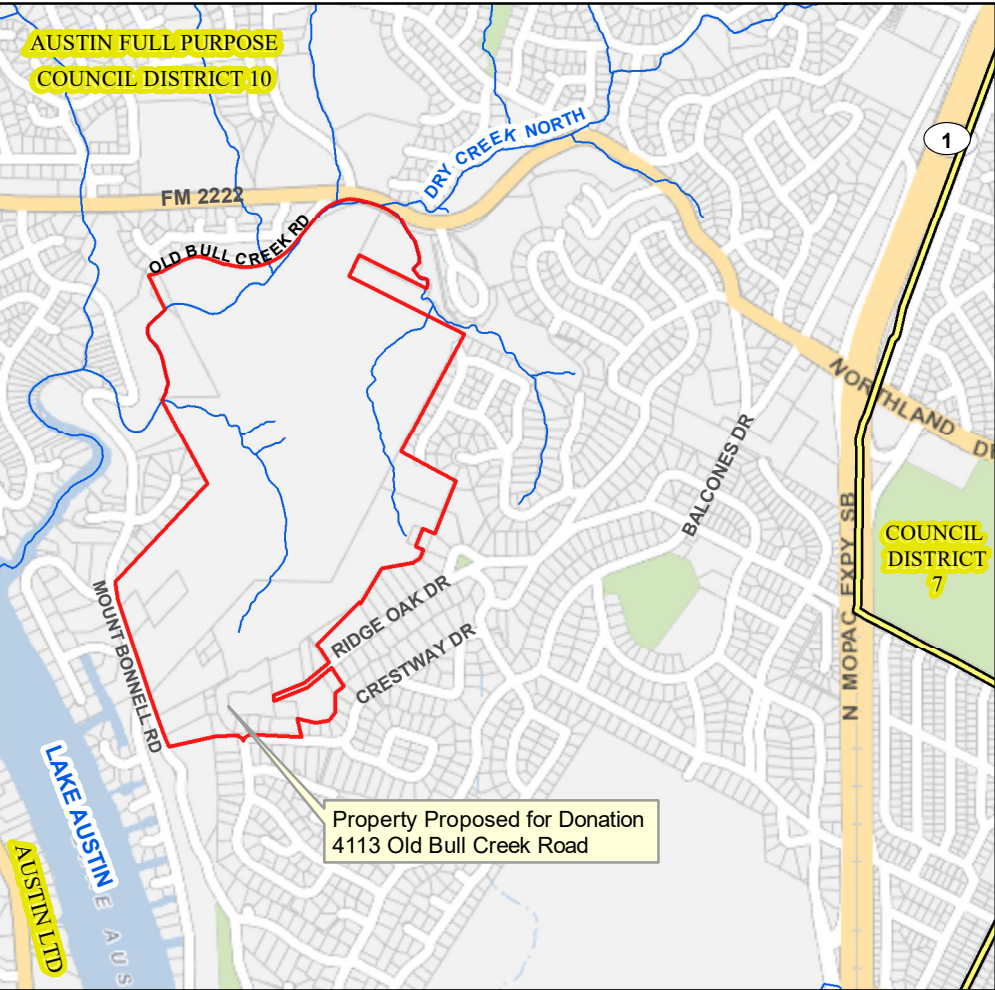 AUSTIN FULL PURPOSE
COUNCIL DISTRICT 10
DRY CREEK NORTH
1
FM 2222
OLD BULL CREEK RD
NORTHLAND DR
BALCONES DR
N MOPAC EXPY SB
COUNCIL
DISTRICT
7
MOUNT BONNELL RD
RIDGE OAK DR
CRESTWAY DR
LAKE AUSTIN
Property Proposed for Donation
4113 Old Bull Creek Road
AUSTIN LTD
E AUS